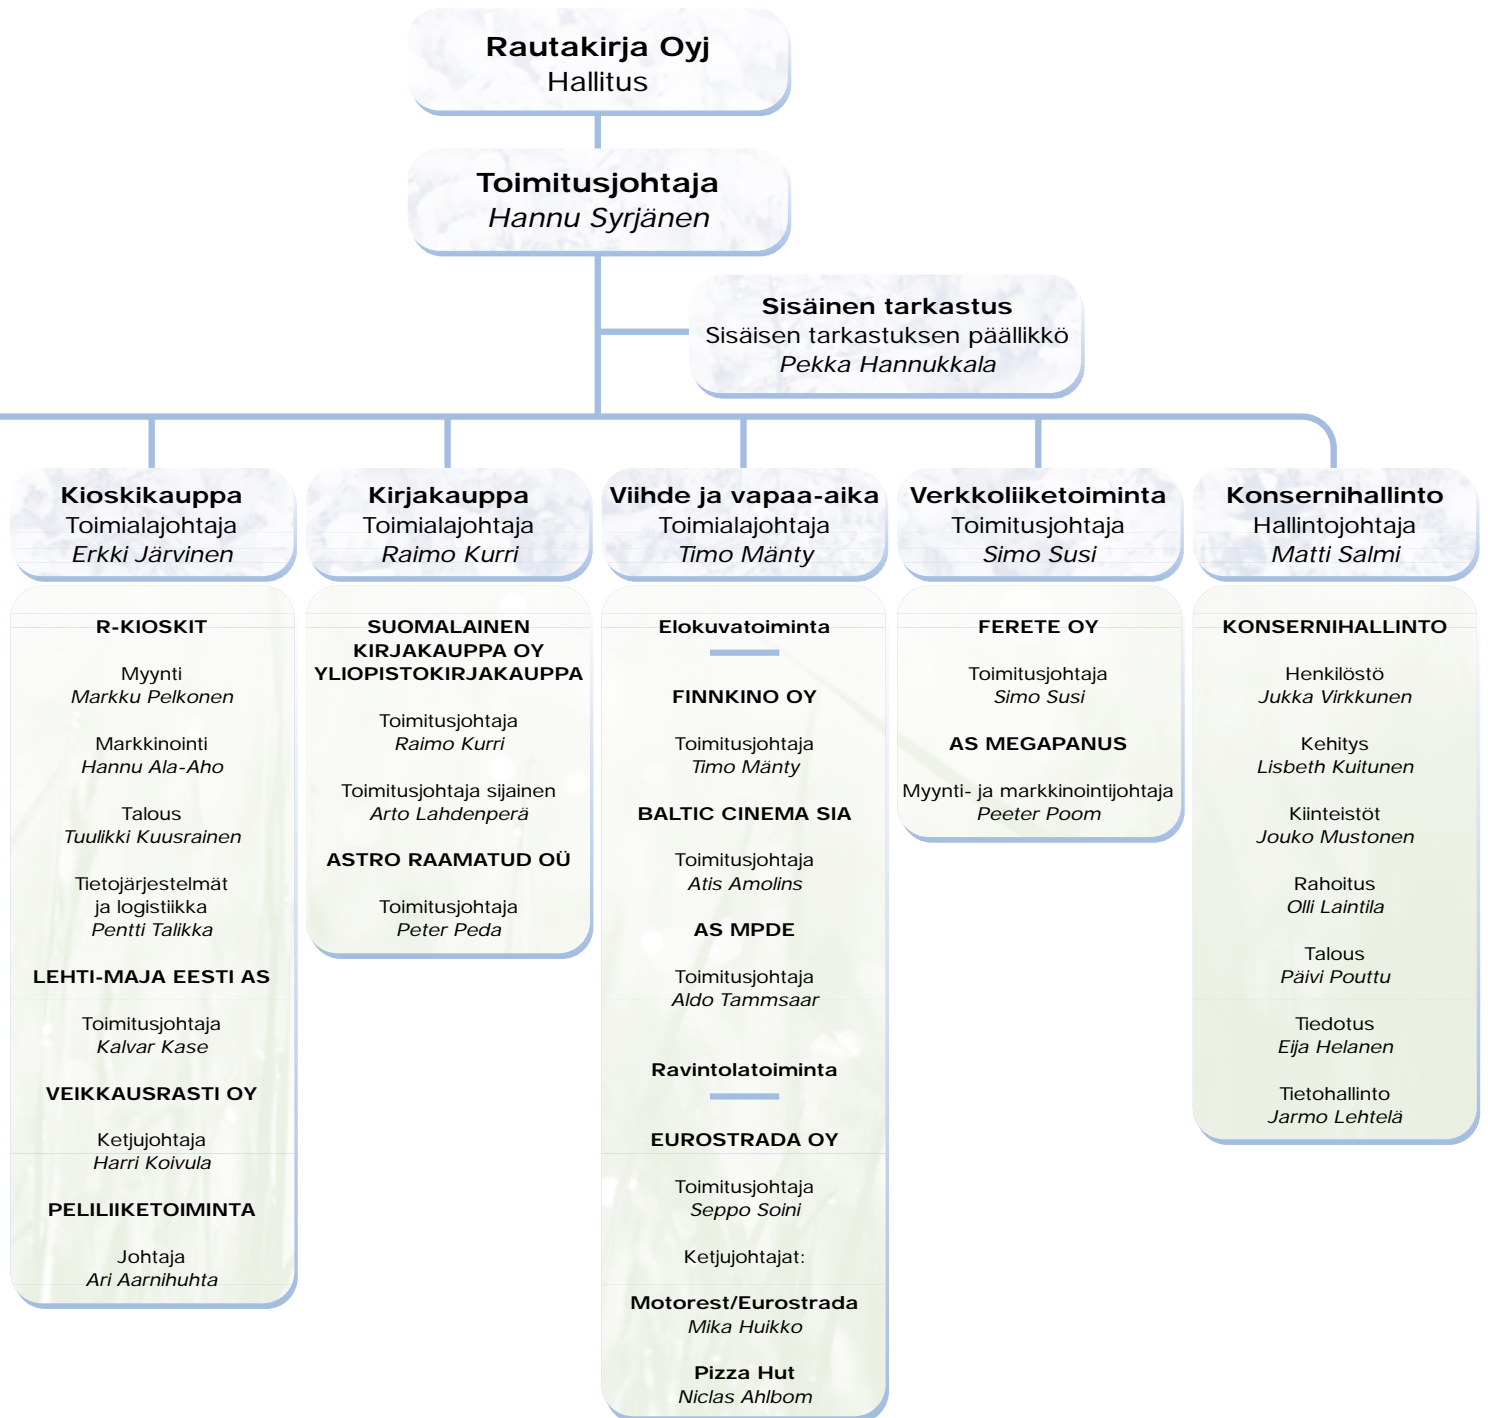 Rautakirja Oyj
Hallitus
Toimitusjohtaja
Hannu Syrjänen
Sisäinen tarkastus
Sisäisen tarkastuksen päällikkö
Pekka Hannukkala
Kioskikauppa
Toimialajohtaja
Erkki Järvinen
R-KIOSKIT
Myynti
Markku Pelkonen
Markkinointi
Hannu Ala-Aho
Talous
Tuulikki Kuusrainen
Tietojärjestelmät
ja logistiikka
Pentti Talikka
LEHTI-MAJA EESTI AS
Toimitusjohtaja
Kalvar Kase
VEIKKAUSRASTI OY
Ketjujohtaja
Harri Koivula
PELILIIKETOIMINTA
Johtaja
Ari Aarnihuhta
Kirjakauppa
Toimialajohtaja
Raimo Kurri
SUOMALAINEN
KIRJAKAUPPA OY
YLIOPISTOKIRJAKAUPPA
Toimitusjohtaja
Raimo Kurri
Toimitusjohtaja sijainen
Arto Lahdenperä
ASTRO RAAMATUD OÜ
Toimitusjohtaja
Peter Peda
Viihde ja vapaa-aika
Toimialajohtaja
Timo Mänty
Elokuvatoiminta
FINNKINO OY
Toimitusjohtaja
Timo Mänty
BALTIC CINEMA SIA
Toimitusjohtaja
Atis Amolins
AS MPDE
Toimitusjohtaja
Aldo Tammsaar
Ravintolatoiminta
EUROSTRADA OY
Toimitusjohtaja
Seppo Soini
Ketjujohtajat:
Motorest/Eurostrada
Mika Huikko
Pizza Hut
Niclas Ahlbom
Verkkoliiketoiminta
Toimitusjohtaja
Simo Susi
FERETE OY
Toimitusjohtaja
Simo Susi
AS MEGAPANUS
Myynti- ja markkinointijohtaja
Peeter Poom
Konsernihallinto
Hallintojohtaja
Matti Salmi
KONSERNIHALLINTO
Henkilöstö
Jukka Virkkunen
Kehitys
Lisbeth Kuitunen
Kiinteistöt
Jouko Mustonen
Rahoitus
Olli Laintila
Talous
Päivi Pouttu
Tiedotus
Eija Helanen
Tietohallinto
Jarmo Lehtelä